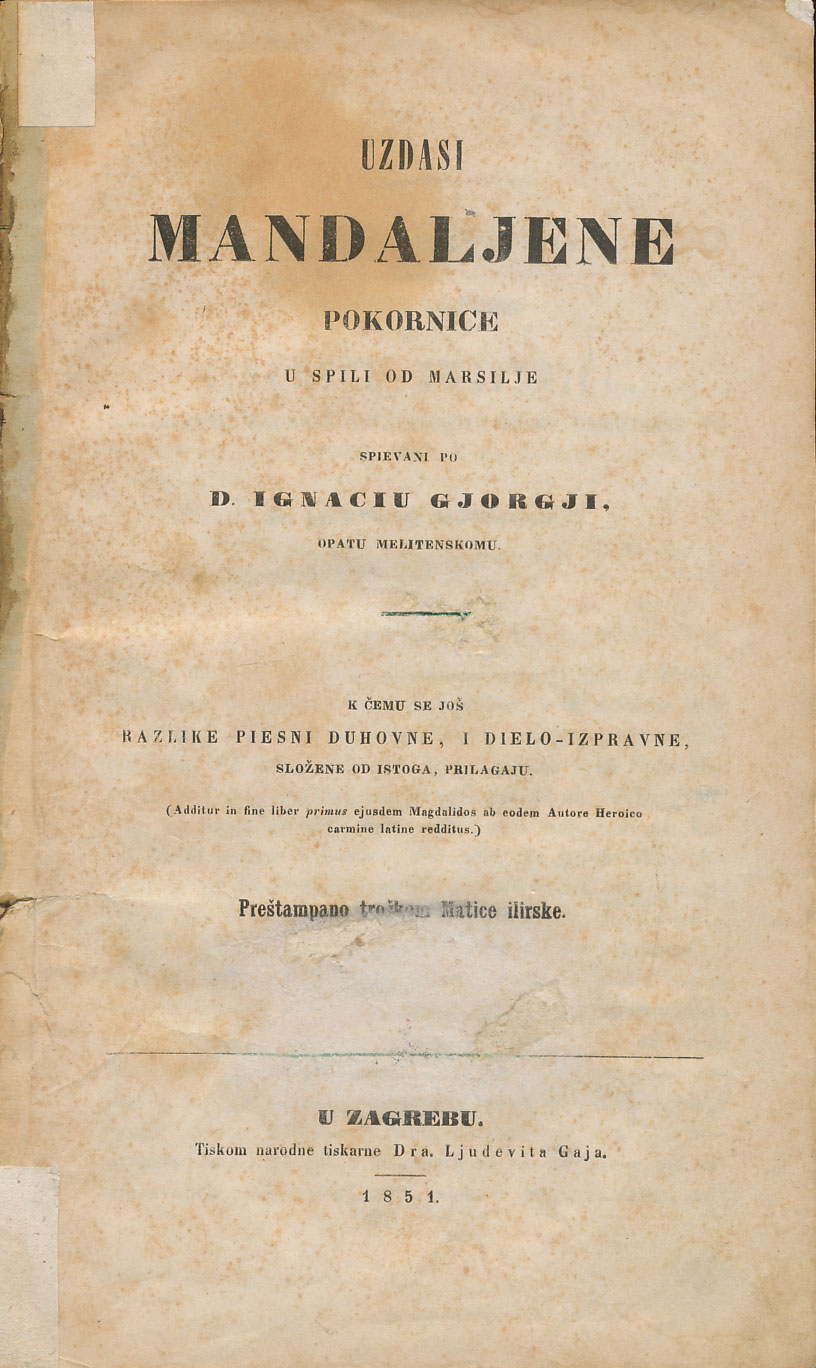 UZDASI
MANDALJENE
POKORNICE
U SPILI OD MARSILJE
SPIEVANI PO
D. IGNACIU GJORGJI,
OPATU MELITENSKOMU.
K ČEMU SE JOŠ
RAZLIKE PIESNI DUHOVNE, I DIELO-IZPRAVNE,
SLOŽENE OD ISTOGA, PRILAGAJU.
(Additur in fine liber primus ejusdem Magdalidos ab eodem Autore Heroico
carmine latine redditus.)
Preštampano troškom Matice ilirske.
U ZAGREBU.
Tiskom narodne tiskarne Dra. Ljudevita Gaja.
1851.